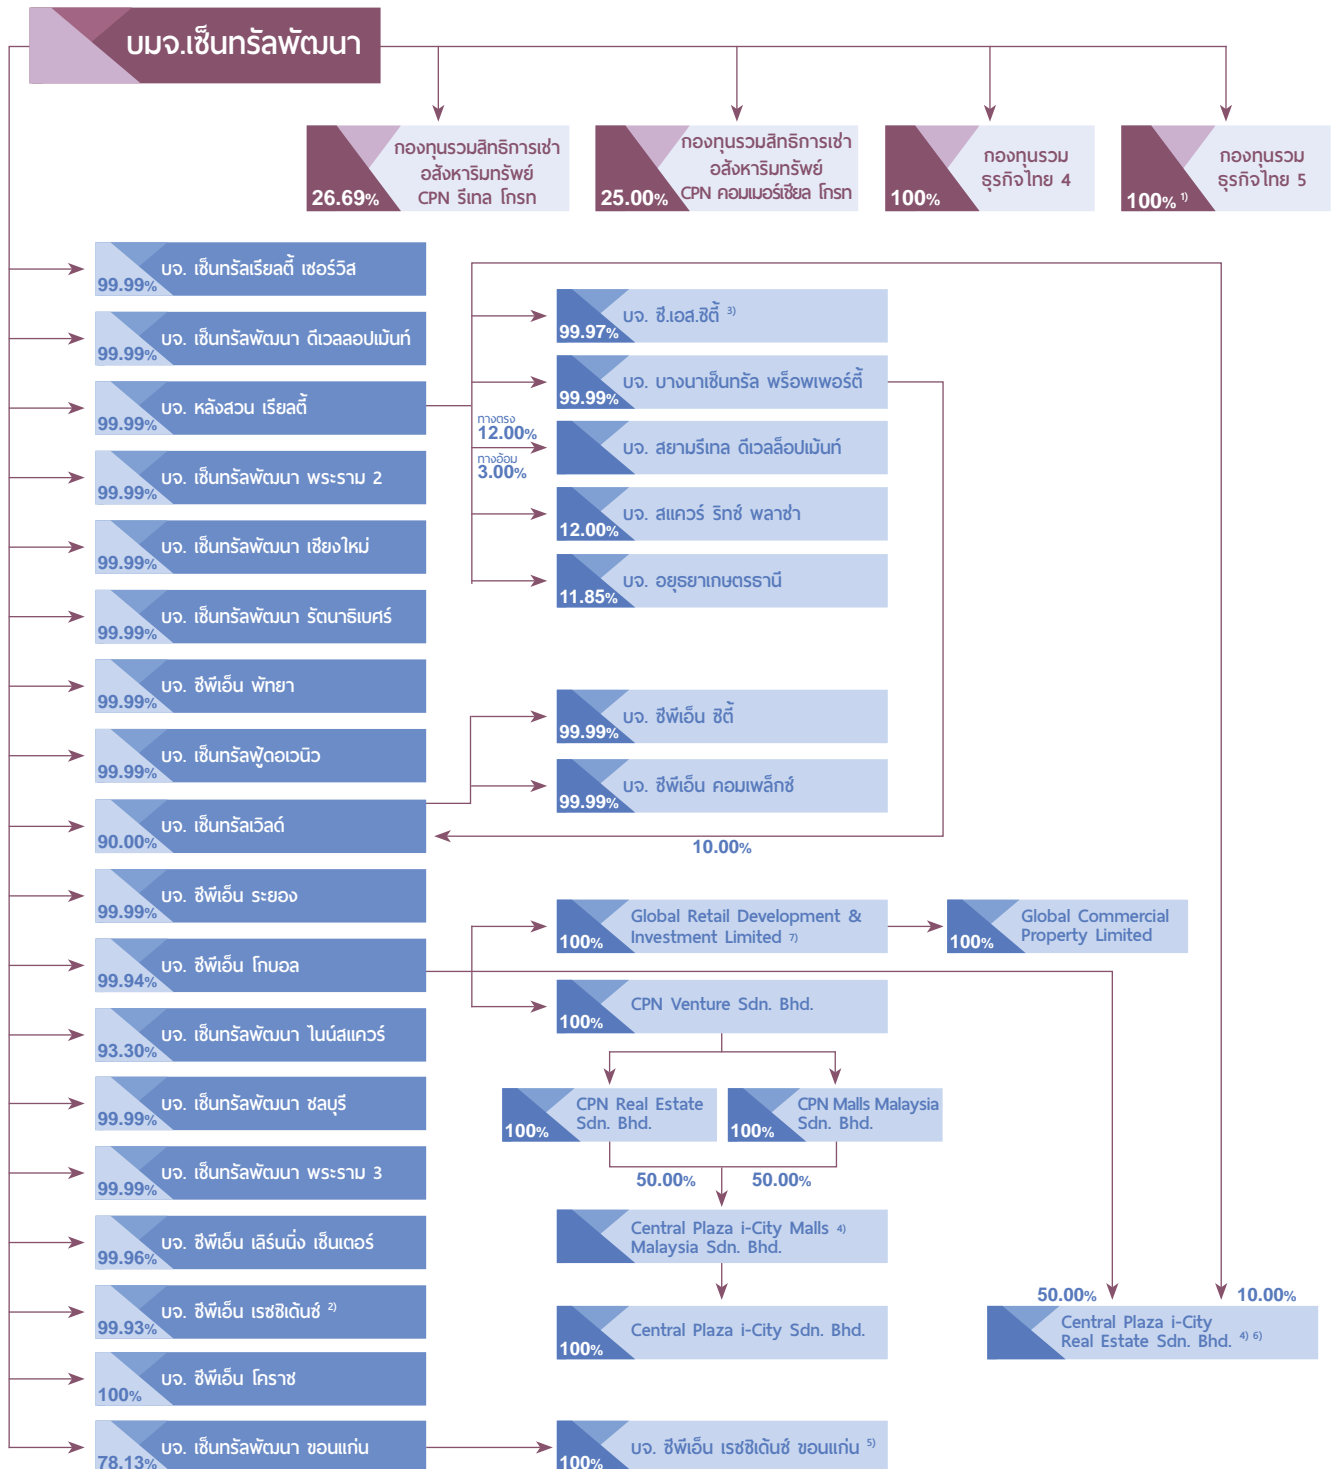 บมจ.เซ็นทรัลพัฒนา
กองทุนรวมสิทธิการเช่า
อสังหาริมทรัพย์
CPN รีเทล โกรท
26.69%
กองทุนรวมสิทธิการเช่า
อสังหาริมทรัพย์
CPN คอมเมอร์เชียล โกรท
25.00%
กองทุนรวม
ธุรกิจไทย 4
100%
กองทุนรวม
ธุรกิจไทย 5
100% 1)
บจ. เซ็นทรัลเรียลตี้ เซอร์วิส
99.99%
บจ. เซ็นทรัลพัฒนา ดีเวลลอปเม้นท์
99.99%
บจ. หลังสวน เรียลตี้
99.99%
บจ. เซ็นทรัลพัฒนา พระราม 2
99.99%
บจ. เซ็นทรัลพัฒนา เชียงใหม่
99.99%
บจ. เซ็นทรัลพัฒนา รัตนาธิเบศร์
99.99%
บจ. ซีพีเอ็น พัทยา
99.99%
บจ. เซ็นทรัลฟู้ดอเวนิว
99.99%
บจ. เซ็นทรัลเวิลด์
90.00%
บจ. ซีพีเอ็น ระยอง
99.99%
บจ. ซีพีเอ็น โกบอล
99.94%
บจ. เซ็นทรัลพัฒนา ไนน์สแควร์
93.30%
บจ. เซ็นทรัลพัฒนา ชลบุรี
99.99%
บจ. เซ็นทรัลพัฒนา พระราม 3
99.99%
บจ. ซีพีเอ็น เลิร์นนิ่ง เซ็นเตอร์
99.96%
บจ. ซีพีเอ็น เรซซิเด้นซ์ 2)
99.93%
บจ. ซีพีเอ็น โคราช
100%
บจ. เซ็นทรัลพัฒนา ขอนแก่น
78.13%
บจ. ซี.เอส.ซิตี้ 3)
99.97%
บจ. บางนาเซ็นทรัล พร็อพเพอร์ตี้
99.99%
ทางตรง
12.00%
ทางอ้อม
3.00%
บจ. สยามรีเทล ดีเวลล็อปเม้นท์
บจ. สแควร์ ริทซ์ พลาซ่า
12.00%
บจ. อยุธยาเกษตรธานี
11.85%
บจ. ซีพีเอ็น ซิตี้
99.99%
บจ. ซีพีเอ็น คอมเพล็กซ์
99.99%
10.00%
Global Retail Development &
Investment Limited 7)
100%
Global Commercial
Property Limited
100%
CPN Venture Sdn. Bhd.
100%
CPN Real Estate
Sdn. Bhd.
100%
CPN Malls Malaysia
Sdn. Bhd.
100%
50.00%
50.00%
Central Plaza i-City Malls 4)
Malaysia Sdn. Bhd.
Central Plaza i-City Sdn. Bhd.
100%
50.00%
10.00%
Central Plaza i-City
Real Estate Sdn. Bhd. 4) 6)
บจ. ซีพีเอ็น เรซซิเด้นซ์ ขอนแก่น 5)
100%